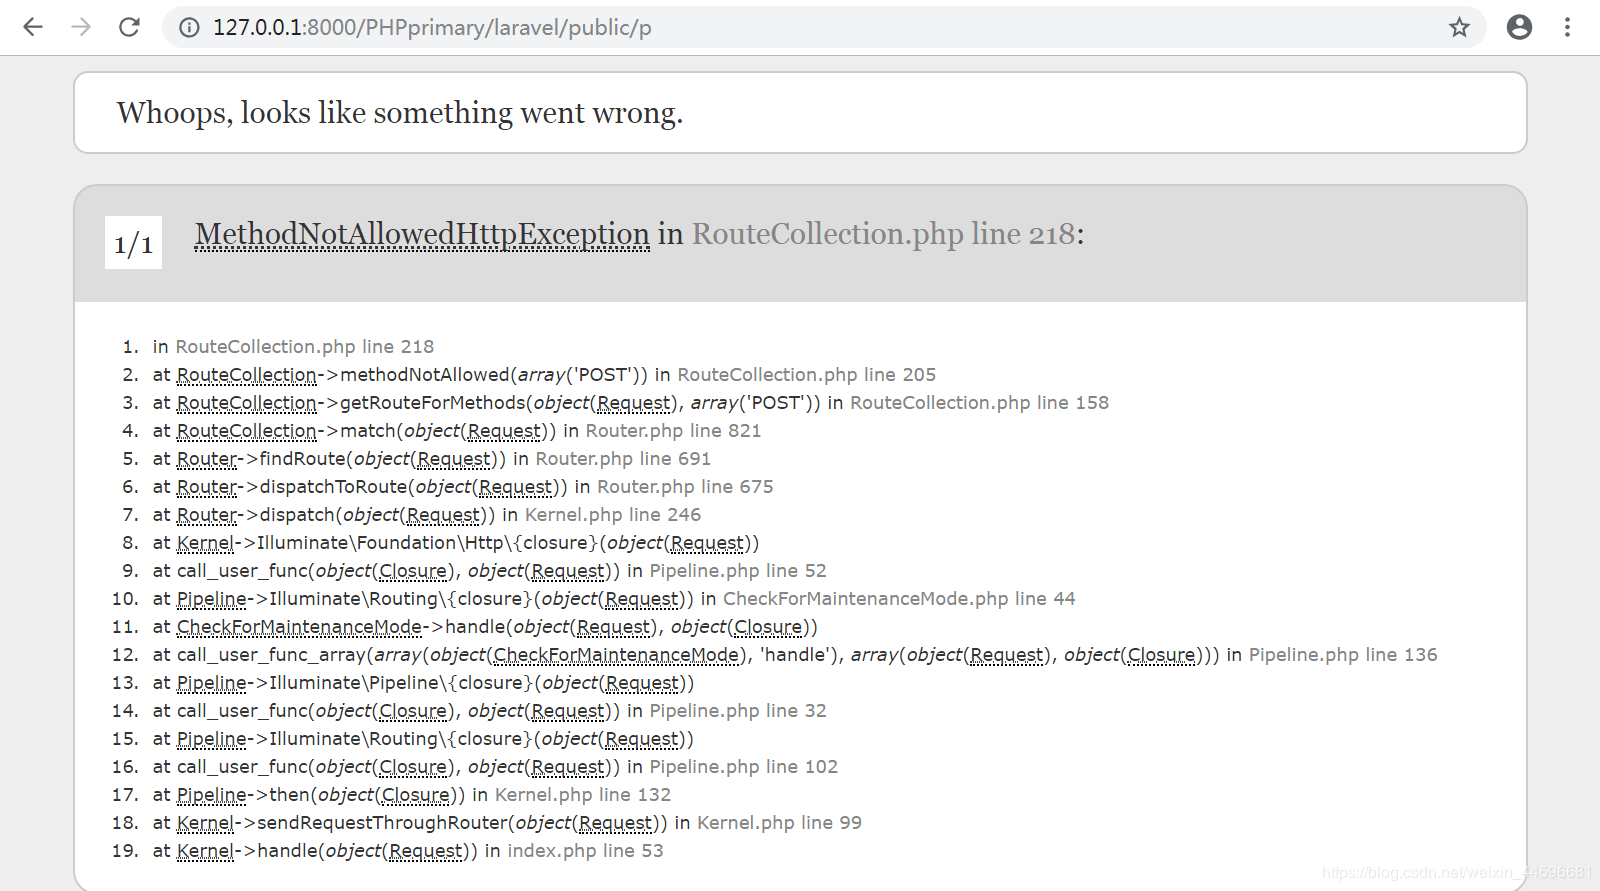 127.0.0.1:8000/PHPprimary/laravel/public/p
Whoops, looks like something went wrong.
1/1
MethodNotAllowedHttpException in RouteCollection.php line 218:
1. in RouteCollection.php line 218
2. at RouteCollection->methodNotAllowed(array('POST')) in RouteCollection.php line 205
3. at RouteCollection->getRouteForMethods(object(Request), array('POST')) in RouteCollection.php line 158
4. at RouteCollection->match(object(Request)) in Router.php line 821
5. at Router->findRoute(object(Request)) in Router.php line 691
6. at Router->dispatchToRoute(object(Request)) in Router.php line 675
7. at Router->dispatch(object(Request)) in Kernel.php line 246
8. at Kernel->Illuminate\Foundation\Http\{closure}(object(Request))
9. at call_user_func(object(Closure), object(Request)) in Pipeline.php line 52
10. at Pipeline->Illuminate\Routing\{closure}(object(Request)) in CheckForMaintenanceMode.php line 44
11. at CheckForMaintenanceMode->handle(object(Request), object(Closure))
12. at call_user_func_array(array(object(CheckForMaintenanceMode), 'handle'), array(object(Request), object(Closure))) in Pipeline.php line 136
13. at Pipeline->Illuminate\Pipeline\{closure}(object(Request))
14. at call_user_func(object(Closure), object(Request)) in Pipeline.php line 32
15. at Pipeline->Illuminate\Routing\{closure}(object(Request))
16. at call_user_func(object(Closure), object(Request)) in Pipeline.php line 102
17. at Pipeline->then(object(Closure)) in Kernel.php line 132
18. at Kernel->sendRequestThroughRouter(object(Request)) in Kernel.php line 99
19. at Kernel->handle(object(Request)) in index.php line 53
https://blog.csdn.net/weixin_44596681